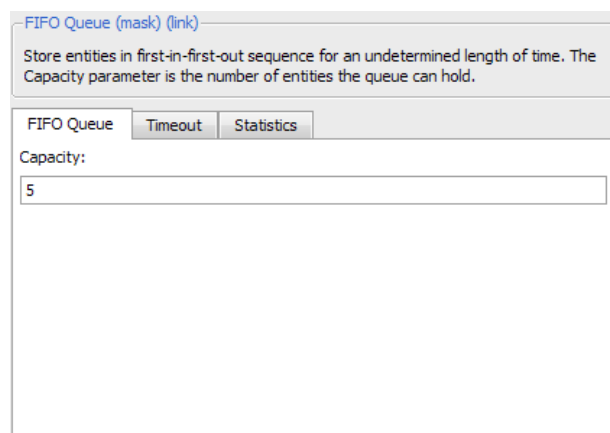 FIFO Queue (mask) (link)
Store entities in first-in-first-out sequence for an undetermined length of time. The
Capacity parameter is the number of entities the queue can hold.
FIFO Queue Timeout Statistics
Capacity:
5